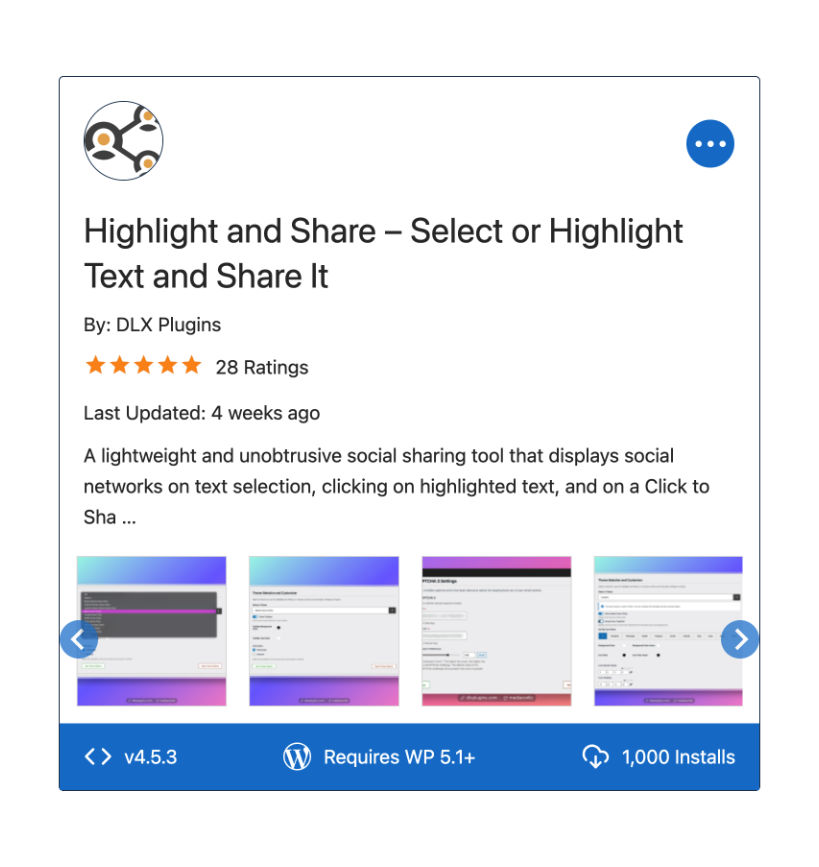 Highlight and Share – Select or Highlight
Text and Share It
By: DLX Plugins
28 Ratings
Last Updated: 4 weeks ago
A lightweight and unobtrusive social sharing tool that displays social
networks on text selection, clicking on highlighted text, and on a Click to
Sha ...
v4.5.3
Requires WP 5.1+
1,000 Installs